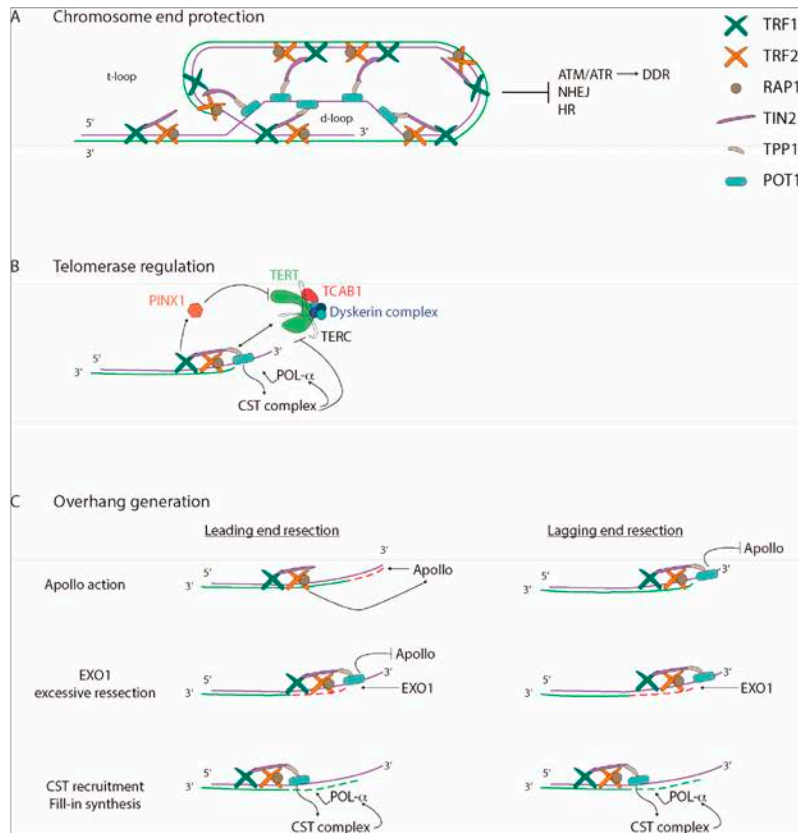 A Chromosome end protection
t-loop
d-loop
5'
3'
3'
ATM/ATR → DDR
NHEJ
HR
TRF1
TRF2
RAP1
TIN2
TPP1
POT1
B Telomerase regulation
TERT
TCAB1
PINX1
Dyskerin complex
TERC
5'
3'
3'
POL-α
CST complex
C Overhang generation
Leading end resection
Lagging end resection
Apollo action
5'
3'
3'
Apollo
5'
3'
3'
Apollo
EXO1
excessive ressection
5'
3'
3'
Apollo
EXO1
5'
3'
3'
EXO1
CST recruitment
Fill-in synthesis
5'
3'
3'
POL-α
CST complex
5'
3'
3'
POL-α
CST complex